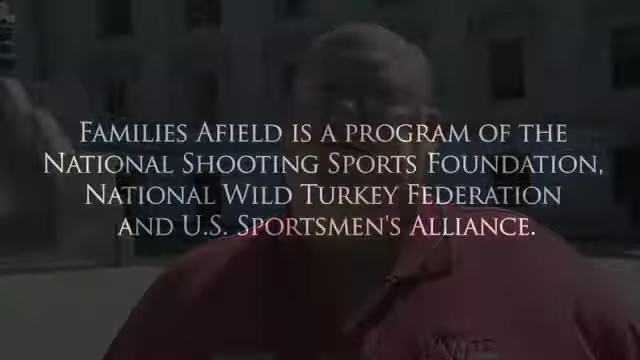 Families Afield is a program of the
National Shooting Sports Foundation,
National Wild Turkey Federation
and U.S. Sportsmen's Alliance.